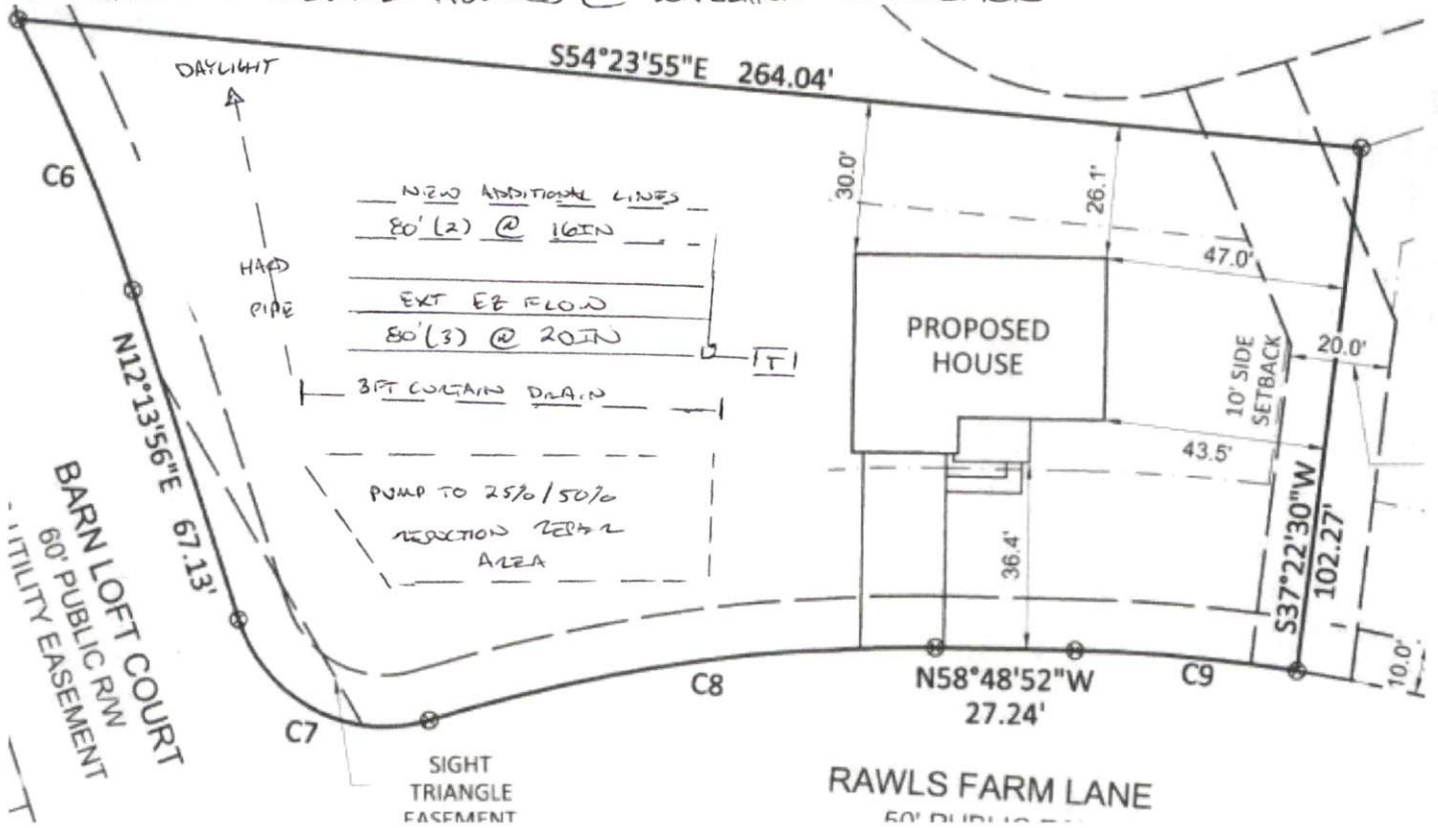 S54°23'55"E 264.04'
DAYLIGHT
C6
30.0'
26.1'
NEW ADDITIONAL LINES
80' (2) @ 16IN
47.0'
HARD
PIPE
EXT EZ FLOW
80' (3) @ 20IN
T
PROPOSED
HOUSE
20.0'
10' SIDE
SETBACK
3FT CURTAIN DRAIN
43.5'
N12°13'56"E 67.13'
PUMP TO 25%/50%
REDUCTION REPAIR
AREA
36.4'
S37°22'30"W
102.27'
BARN LOFT COURT
60' PUBLIC R/W
UTILITY EASEMENT
10.0'
C8
N58°48'52"W
27.24'
C9
C7
SIGHT
TRIANGLE
EASEMENT
RAWLS FARM LANE
50' PUBLIC